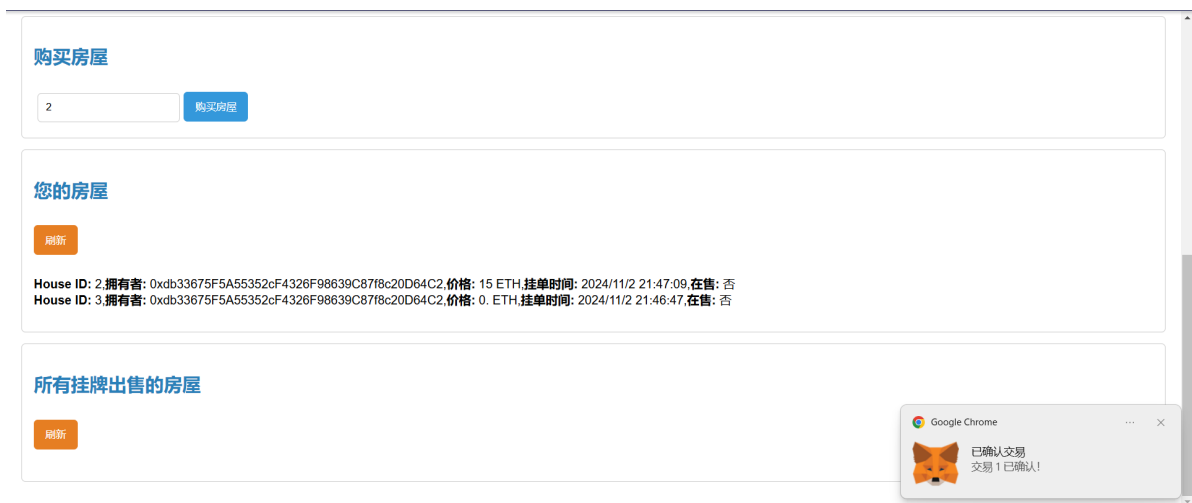 购买房屋
2
购买房屋
您的房屋
刷新
House ID: 2,拥有者: 0xdb33675F5A55352cF4326F98639C87f8c20D64C2,价格: 15 ETH,挂单时间: 2024/11/2 21:47:09,在售: 否
House ID: 3,拥有者: 0xdb33675F5A55352cF4326F98639C87f8c20D64C2,价格: 0. ETH,挂单时间: 2024/11/2 21:46:47,在售: 否
所有挂牌出售的房屋
刷新
Google Chrome
已确认交易
交易 1 已确认!